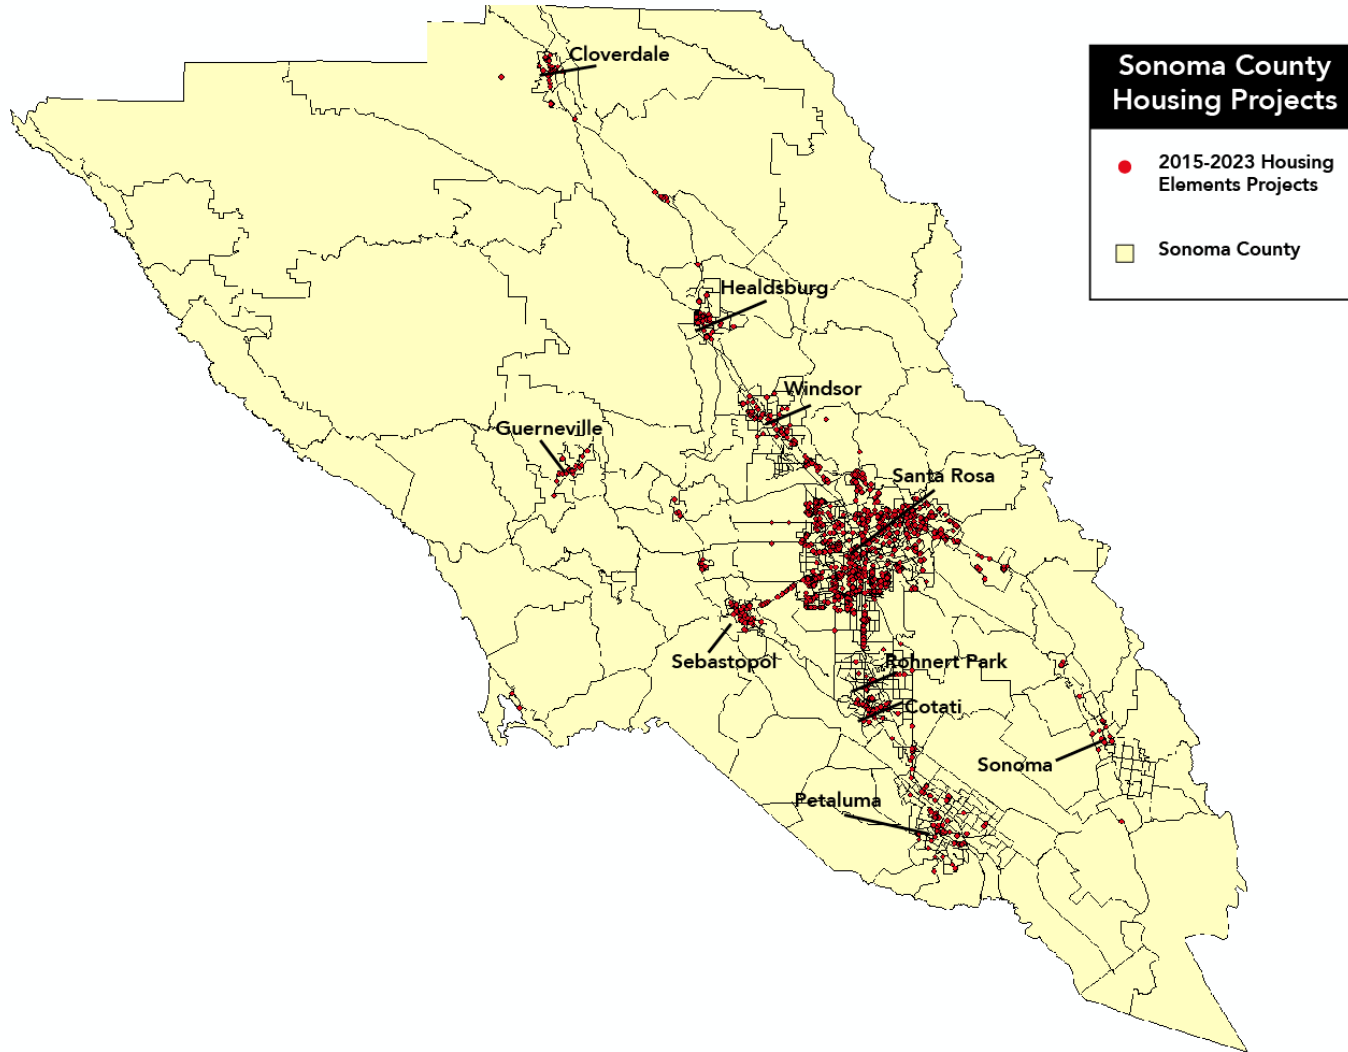 Sonoma County
Housing Projects
2015-2023 Housing
Elements Projects
Sonoma County
Cloverdale
Healdsburg
Windsor
Guerneville
Santa Rosa
Sebastopol
Rohnert Park
Cotati
Sonoma
Petaluma